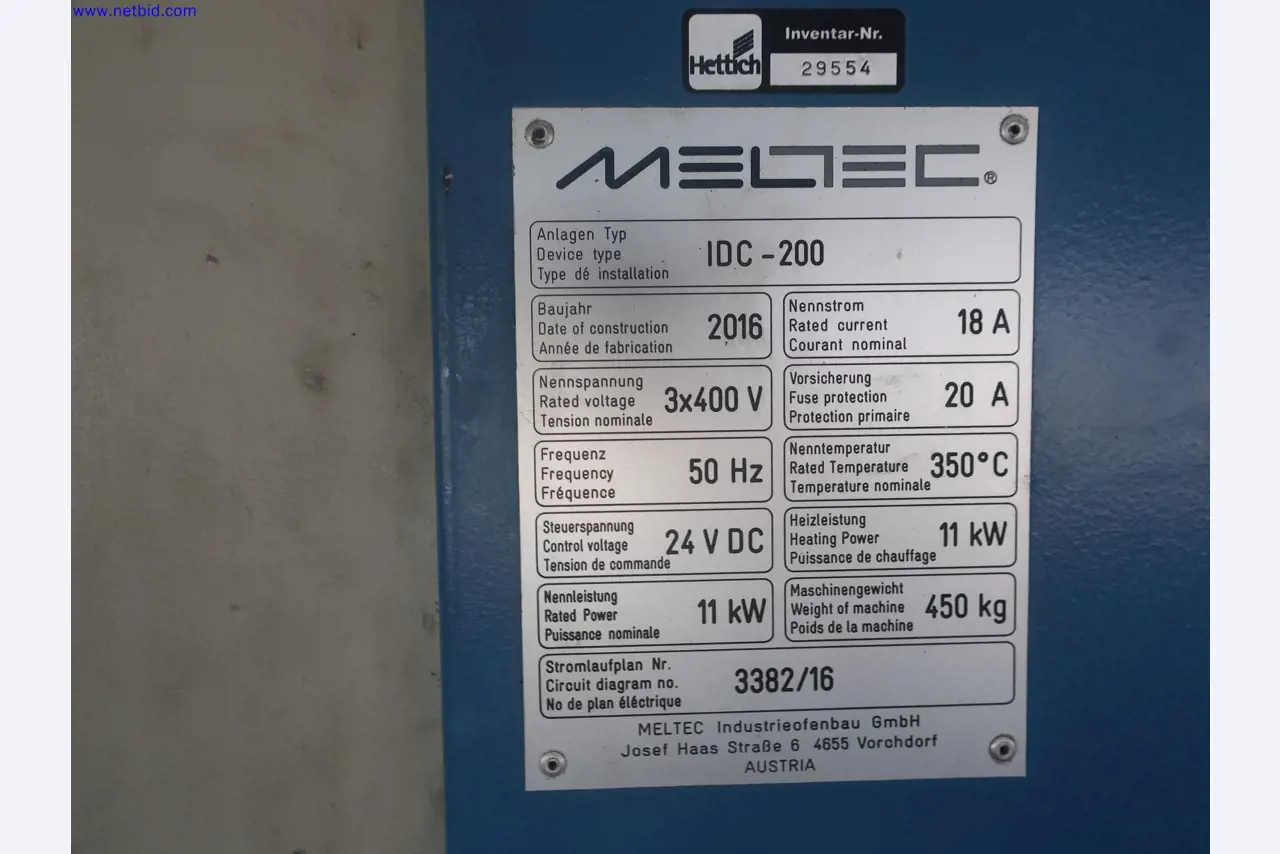 www.netbid.com
Hettich
Inventar-Nr.
29554
MELTEC®
Anlagen Typ
Device type
Type dé installation
IDC-200
Baujahr
Date of construction
Année de fabrication
2016
Nennstrom
Rated current
Courant nominal
18 A
Nennspannung
Rated voltage
Tension nominale
3x400 V
Vorsicherung
Fuse protection
Protection primaire
20 A
Frequenz
Frequency
Fréquence
50 Hz
Nenntemperatur
Rated Temperature
Temperature nominale
350°C
Steuerspannung
Control voltage
Tension de commande
24 V DC
Heizleistung
Heating Power
Puissance de chauffage
11 kW
Nennleistung
Rated Power
Puissance nominale
11 kW
Maschinengewicht
Weight of machine
Poids de la machine
450 kg
Stromlaufplan Nr.
Circuit diagram no.
No de plan éléctrique
3382/16
MELTEC Industrieofenbau GmbH
Josef Haas Straße 6 4655 Vorchdorf
AUSTRIA